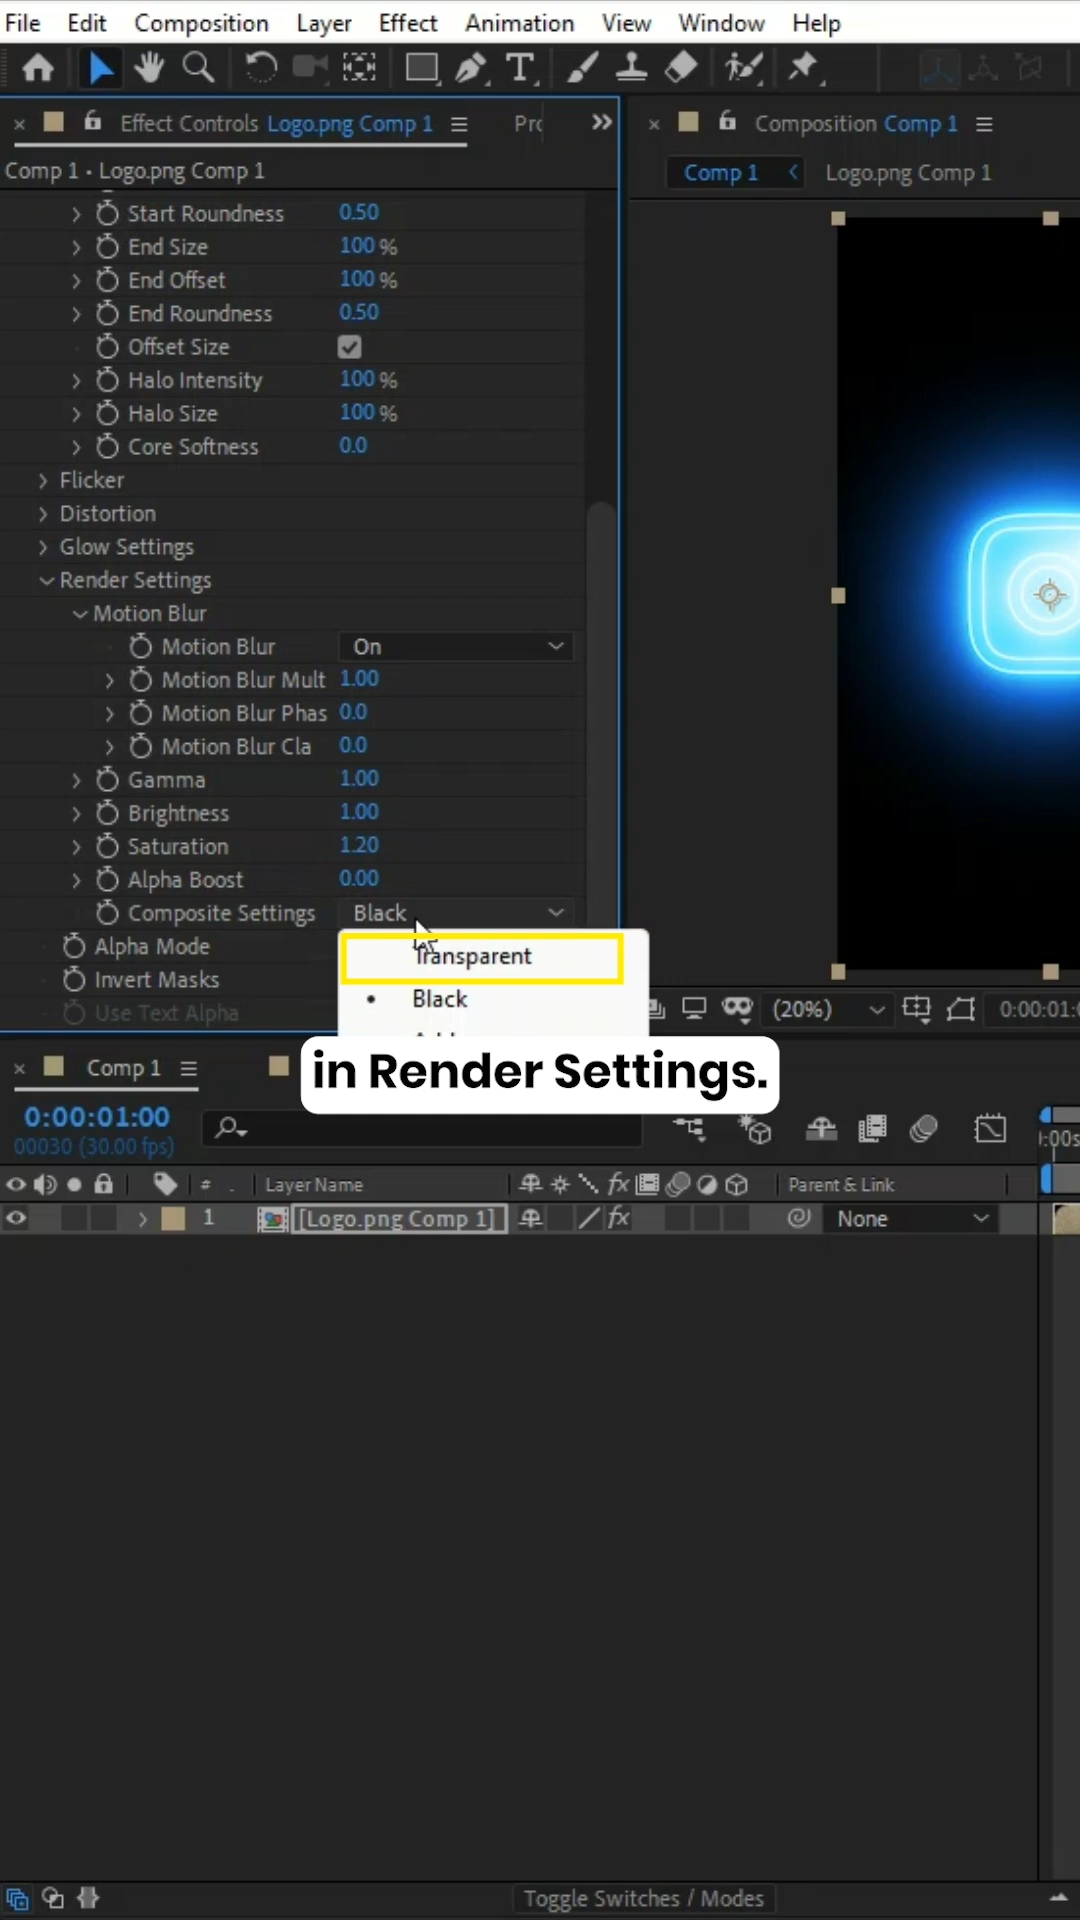 File Edit Composition Layer Effect Animation View Window Help
Effect Controls Logo.png Comp 1
Composition Comp 1
Comp 1 • Logo.png Comp 1
Comp 1 Logo.png Comp 1
Start Roundness 0.50
End Size 100 %
End Offset 100 %
End Roundness 0.50
Offset Size
Halo Intensity 100 %
Halo Size 100 %
Core Softness 0.0
Flicker
Distortion
Glow Settings
Render Settings
Motion Blur
Motion Blur On
Motion Blur Mult 1.00
Motion Blur Phas 0.0
Motion Blur Cla 0.0
Gamma 1.00
Brightness 1.00
Saturation 1.20
Alpha Boost 0.00
Composite Settings Black
Alpha Mode
Transparent
Invert Masks
Black
Use Text Alpha
(20%) 0:00:01:
in Render Settings.
Comp 1
0:00:01:00
00030 (30.00 fps)
:00s
# . Layer Name fx Parent & Link
1 [Logo.png Comp 1] fx None
Toggle Switches / Modes